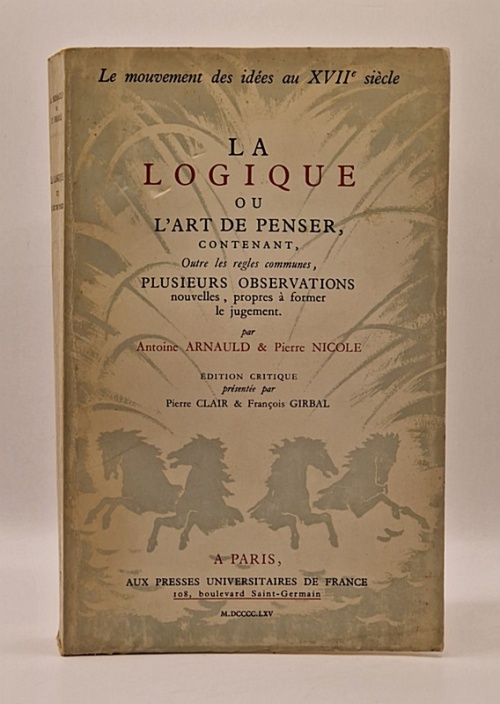 Le mouvement des idées au XVIIe siècle
LA
LOGIQUE
OU
L'ART DE PENSER,
CONTENANT,
Outre les regles communes,
PLUSIEURS OBSERVATIONS
nouvelles, propres à former
le jugement.
par
Antoine ARNAULD & Pierre NICOLE
ÉDITION CRITIQUE
présentée par
Pierre CLAIR & François GIRBAL
A PARIS,
AUX PRESSES UNIVERSITAIRES DE FRANCE
108, boulevard Saint-Germain
M.DCCCC.LXV